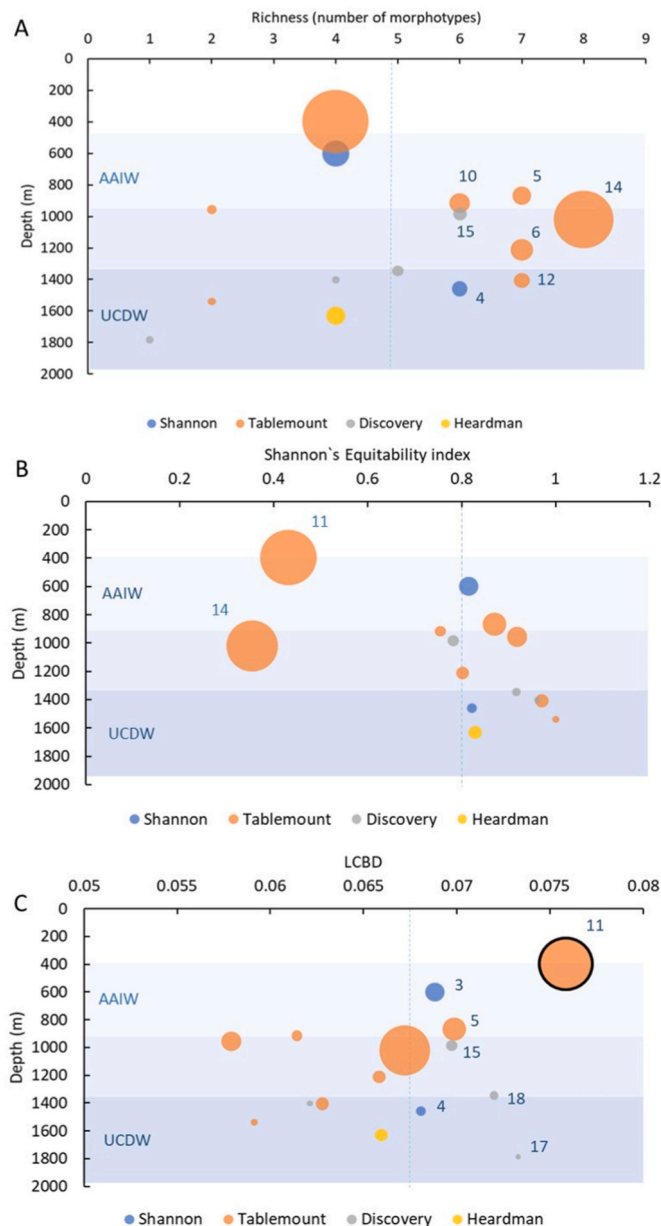 A
Richness (number of morphotypes)
0 1 2 3 4 5 6 7 8 9
0
200
400
600
800
1000
1200
1400
1600
1800
2000
Depth (m)
AAIW
UCDW
10
5
14
15
6
12
4
Shannon Tablemount Discovery Heardman
B
Shannon`s Equitability index
0 0.2 0.4 0.6 0.8 1 1.2
0
200
400
600
800
1000
1200
1400
1600
1800
2000
Depth (m)
AAIW
UCDW
11
14
Shannon Tablemount Discovery Heardman
C
LCBD
0.05 0.055 0.06 0.065 0.07 0.075 0.08
0
200
400
600
800
1000
1200
1400
1600
1800
2000
Depth (m)
AAIW
UCDW
11
3
5
15
18
4
17
Shannon Tablemount Discovery Heardman